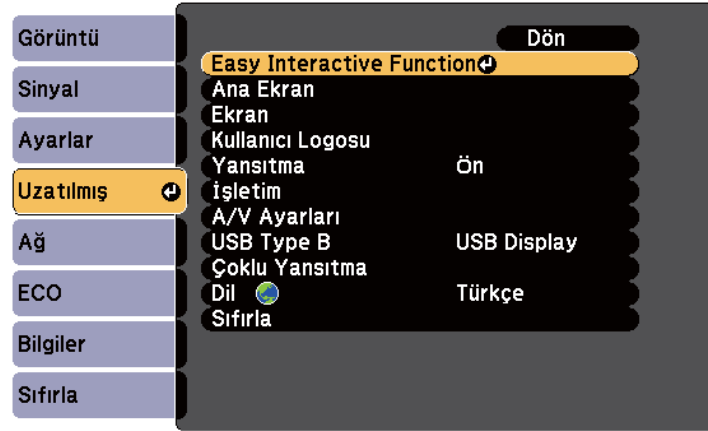 Görüntü
Sinyal
Ayarlar
Uzatılmış
Ağ
ECO
Bilgiler
Sıfırla
Dön
Easy Interactive Function
Ana Ekran
Ekran
Kullanıcı Logosu
Yansıtma Ön
İşletim
A/V Ayarları
USB Type B USB Display
Çoklu Yansıtma
Dil Türkçe
Sıfırla